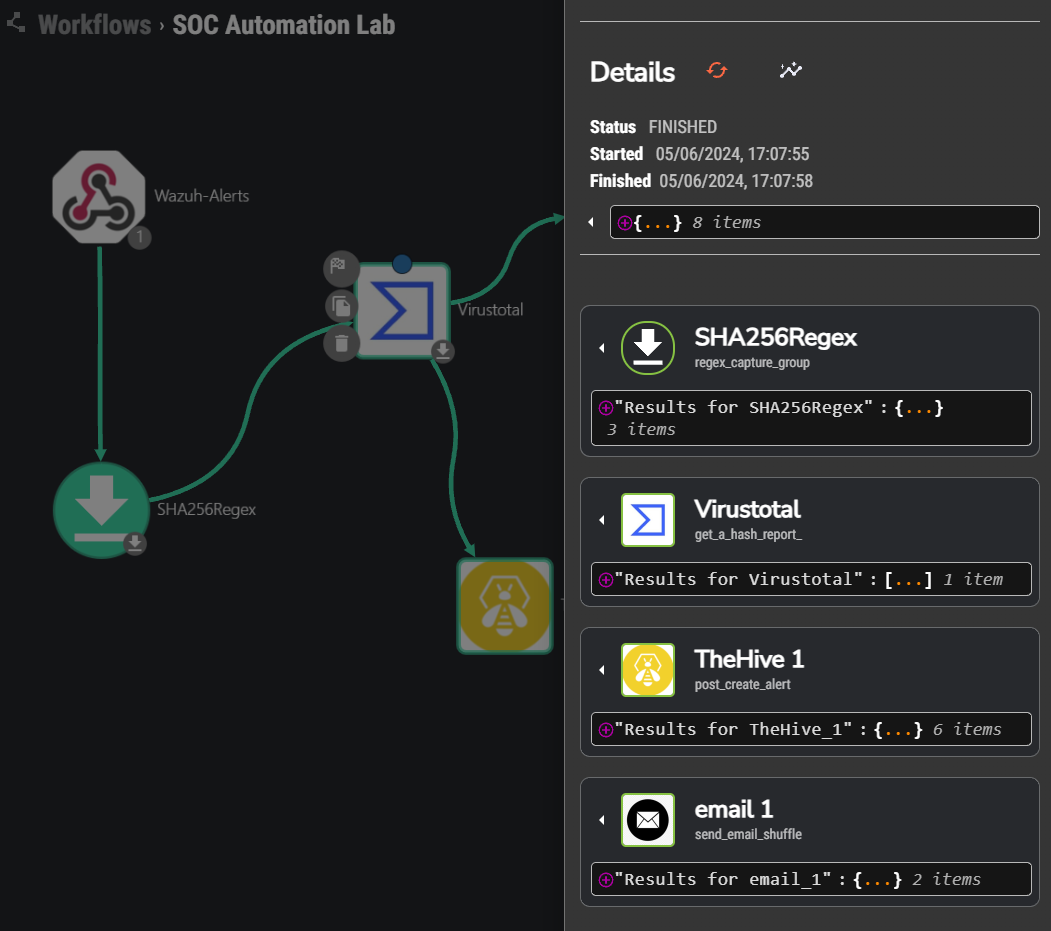 Workflows › SOC Automation Lab
Wazuh-Alerts
1
Virustotal
SHA256Regex
Details
Status FINISHED
Started 05/06/2024, 17:07:55
Finished 05/06/2024, 17:07:58
{...} 8 items
SHA256Regex
regex_capture_group
"Results for SHA256Regex" : {...}
3 items
Virustotal
get_a_hash_report_
"Results for Virustotal" : [...] 1 item
TheHive 1
post_create_alert
"Results for TheHive_1" : {...} 6 items
email 1
send_email_shuffle
"Results for email_1" : {...} 2 items